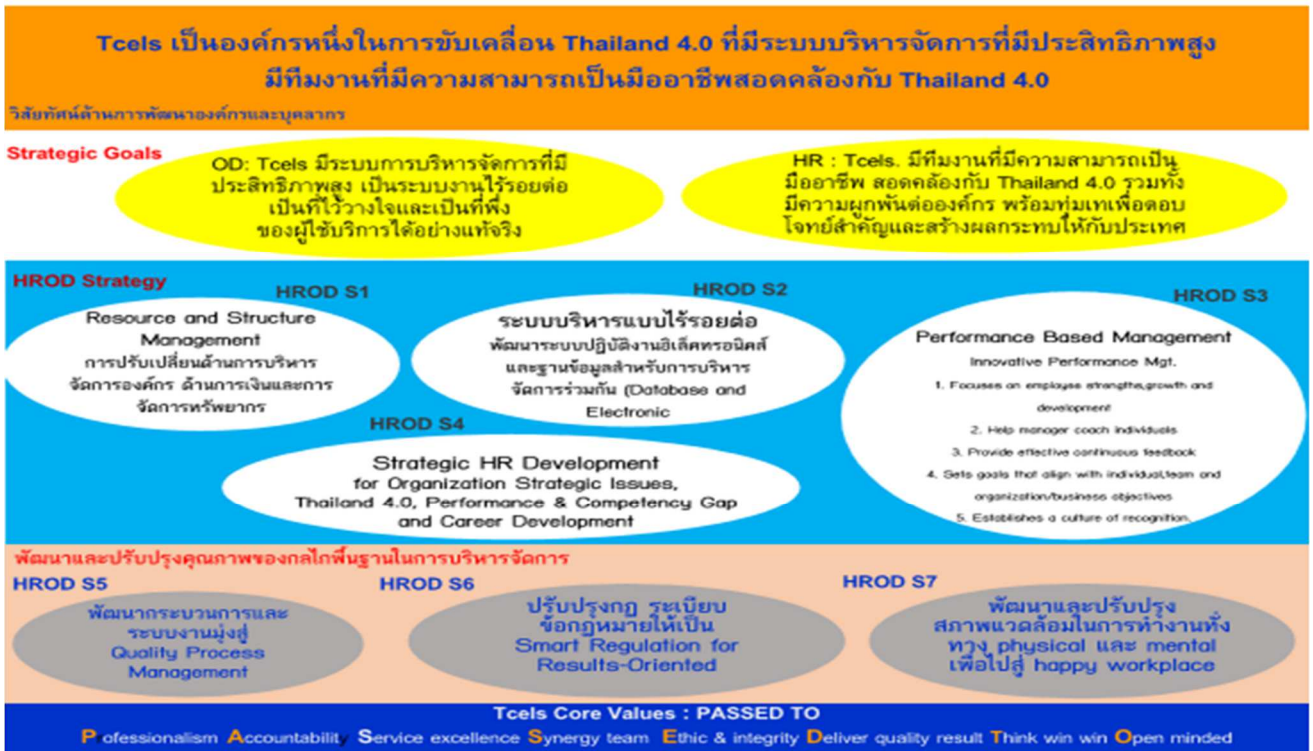 Tcels เป็นองค์กรหนึ่งในการขับเคลื่อน Thailand 4.0 ที่มีระบบบริหารจัดการที่มีประสิทธิภาพสูง
มีทีมงานที่มีความสามารถเป็นมืออาชีพสอดคล้องกับ Thailand 4.0
วิสัยทัศน์ด้านการพัฒนาองค์กรและบุคลากร
Strategic Goals
OD: Tcels มีระบบการบริหารจัดการที่มี
ประสิทธิภาพสูง เป็นระบบงานไร้รอยต่อ
เป็นที่ไว้วางใจและเป็นที่พึ่ง
ของผู้ใช้บริการได้อย่างแท้จริง
HR : Tcels. มีทีมงานที่มีความสามารถเป็น
มืออาชีพ สอดคล้องกับ Thailand 4.0 รวมทั้ง
มีความผูกพันต่อองค์กร พร้อมทุ่มเทเพื่อตอบ
โจทย์สำคัญและสร้างผลกระทบให้กับประเทศ
HROD Strategy
HROD S1
Resource and Structure
Management
การปรับเปลี่ยนด้านการบริหาร
จัดการองค์กร ด้านการเงินและการ
จัดการทรัพยากร
HROD S2
ระบบบริหารแบบไร้รอยต่อ
พัฒนาระบบปฏิบัติงานอิเล็คทรอนิคส์
และฐานข้อมูลสำหรับการบริหาร
จัดการร่วมกัน (Database and
Electronic
HROD S3
Performance Based Management
Innovative Performance Mgt.
1. Focuses on employee strengths,growth and
development
2. Help manager coach individuals
3. Provide effective continuous feedback
4. Sets goals that align with individual,team and
organization/business objectives
5. Establishes a culture of recognition.
HROD S4
Strategic HR Development
for Organization Strategic Issues,
Thailand 4.0, Performance & Competency Gap
and Career Development
พัฒนาและปรับปรุงคุณภาพของกลไกพื้นฐานในการบริหารจัดการ
HROD S5
พัฒนากระบวนการและ
ระบบงานมุ่งสู่
Quality Process
Management
HROD S6
ปรับปรุงกฎ ระเบียบ
ข้อกฎหมายให้เป็น
Smart Regulation for
Results-Oriented
HROD S7
พัฒนาและปรับปรุง
สภาพแวดล้อมในการทำงานทั้ง
ทาง physical และ mental
เพื่อไปสู่ happy workplace
Tcels Core Values : PASSED TO
P ofessionalism Accountability Service excellence Synergy team Ethic & integrity Deliver quality result Think win win Open minded